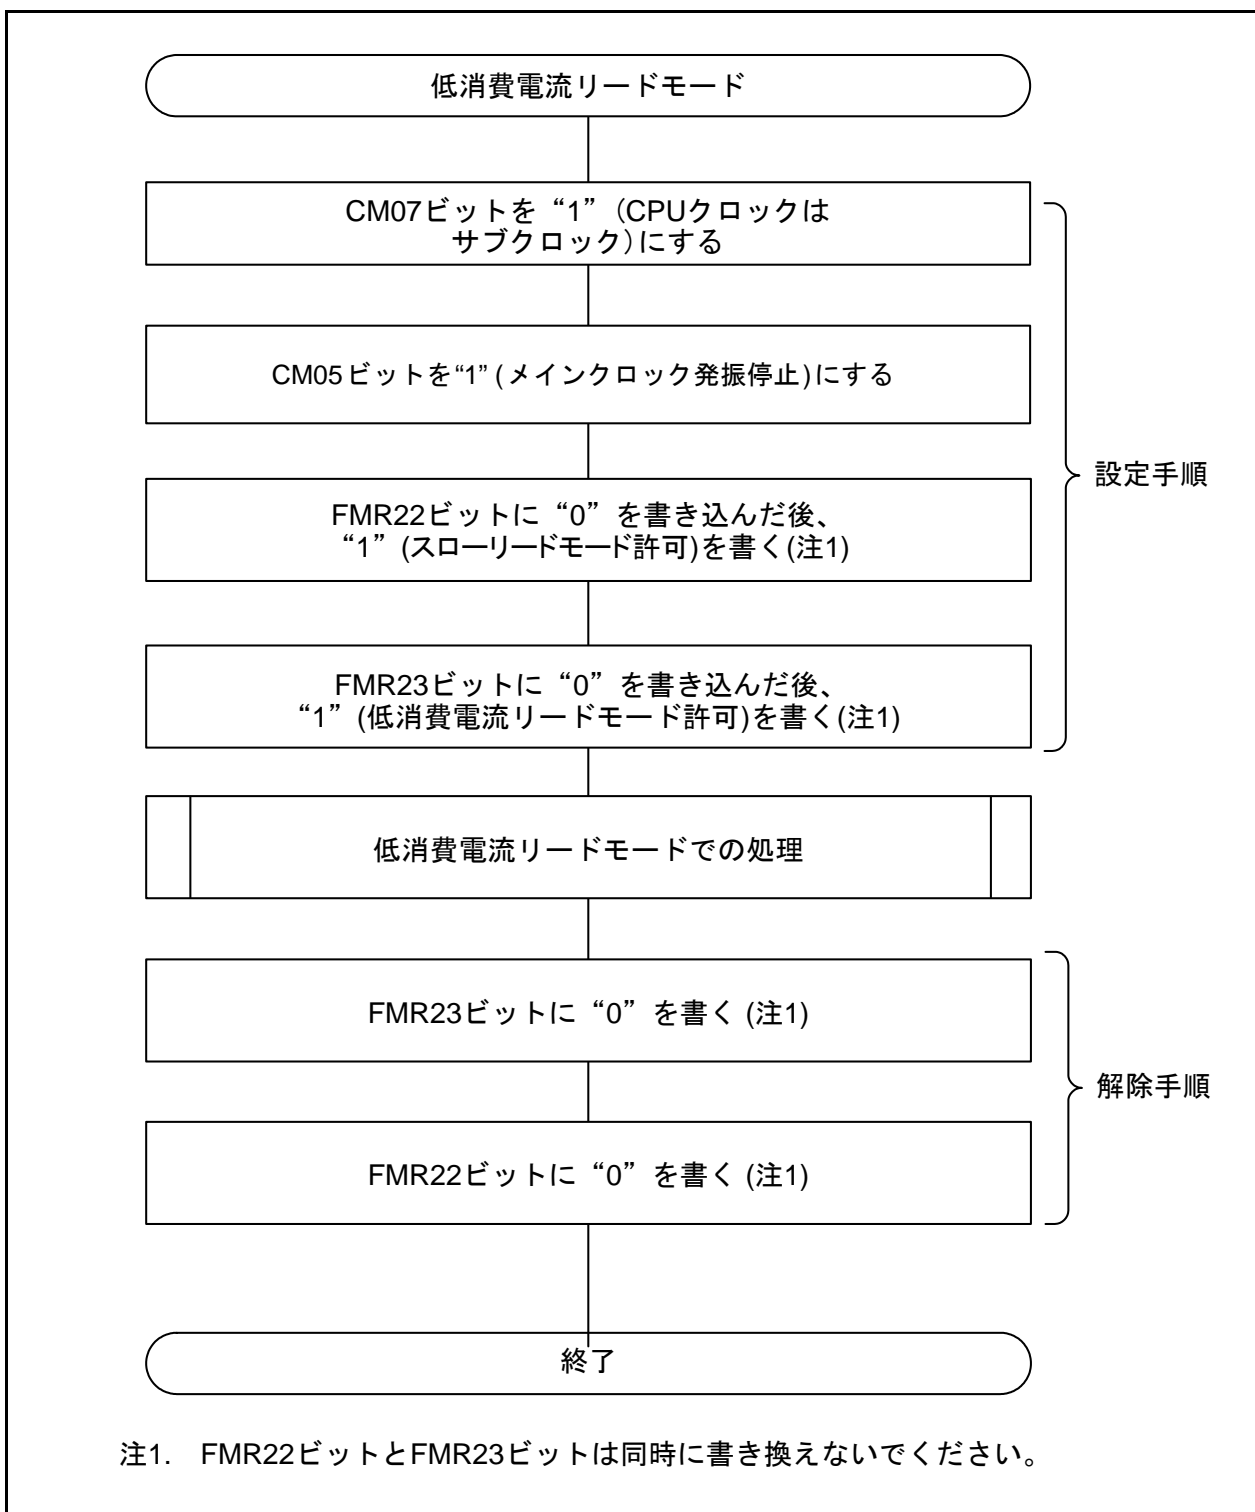 低消費電流リードモード
CM07ビットを“1”(CPUクロックは
サブクロック)にする
CM05ビットを“1” (メインクロック発振停止)にする
FMR22ビットに“0”を書き込んだ後、
“1” (スローリードモード許可)を書く(注1)
FMR23ビットに“0”を書き込んだ後、
“1” (低消費電流リードモード許可)を書く(注1)
設定手順
低消費電流リードモードでの処理
FMR23ビットに“0”を書く (注1)
FMR22ビットに“0”を書く (注1)
解除手順
終了
注1. FMR22ビットとFMR23ビットは同時に書き換えないでください。